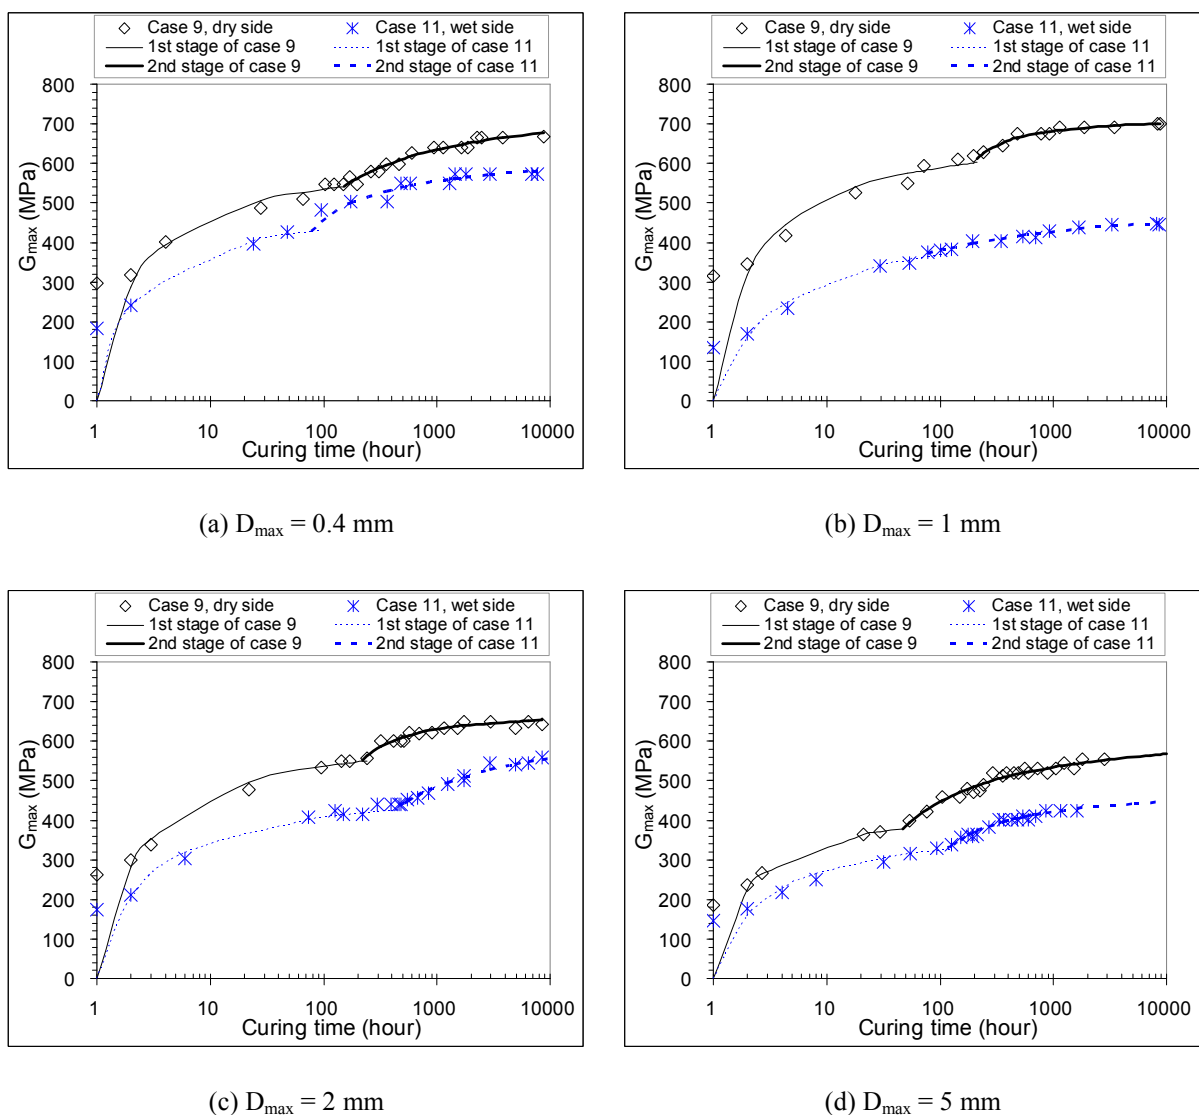 Case 9, dry side Case 11, wet side
1st stage of case 9 1st stage of case 11
2nd stage of case 9 2nd stage of case 11
800
700
600
500
400
300
200
100
0
G_max (MPa)
1 10 100 1000 10000
Curing time (hour)
(a) D_max = 0.4 mm
Case 9, dry side Case 11, wet side
1st stage of case 9 1st stage of case 11
2nd stage of case 9 2nd stage of case 11
800
700
600
500
400
300
200
100
0
G_max (MPa)
1 10 100 1000 10000
Curing time (hour)
(b) D_max = 1 mm
Case 9, dry side Case 11, wet side
1st stage of case 9 1st stage of case 11
2nd stage of case 9 2nd stage of case 11
800
700
600
500
400
300
200
100
0
G_max (MPa)
1 10 100 1000 10000
Curing time (hour)
(c) D_max = 2 mm
Case 9, dry side Case 11, wet side
1st stage of case 9 1st stage of case 11
2nd stage of case 9 2nd stage of case 11
800
700
600
500
400
300
200
100
0
G_max (MPa)
1 10 100 1000 10000
Curing time (hour)
(d) D_max = 5 mm